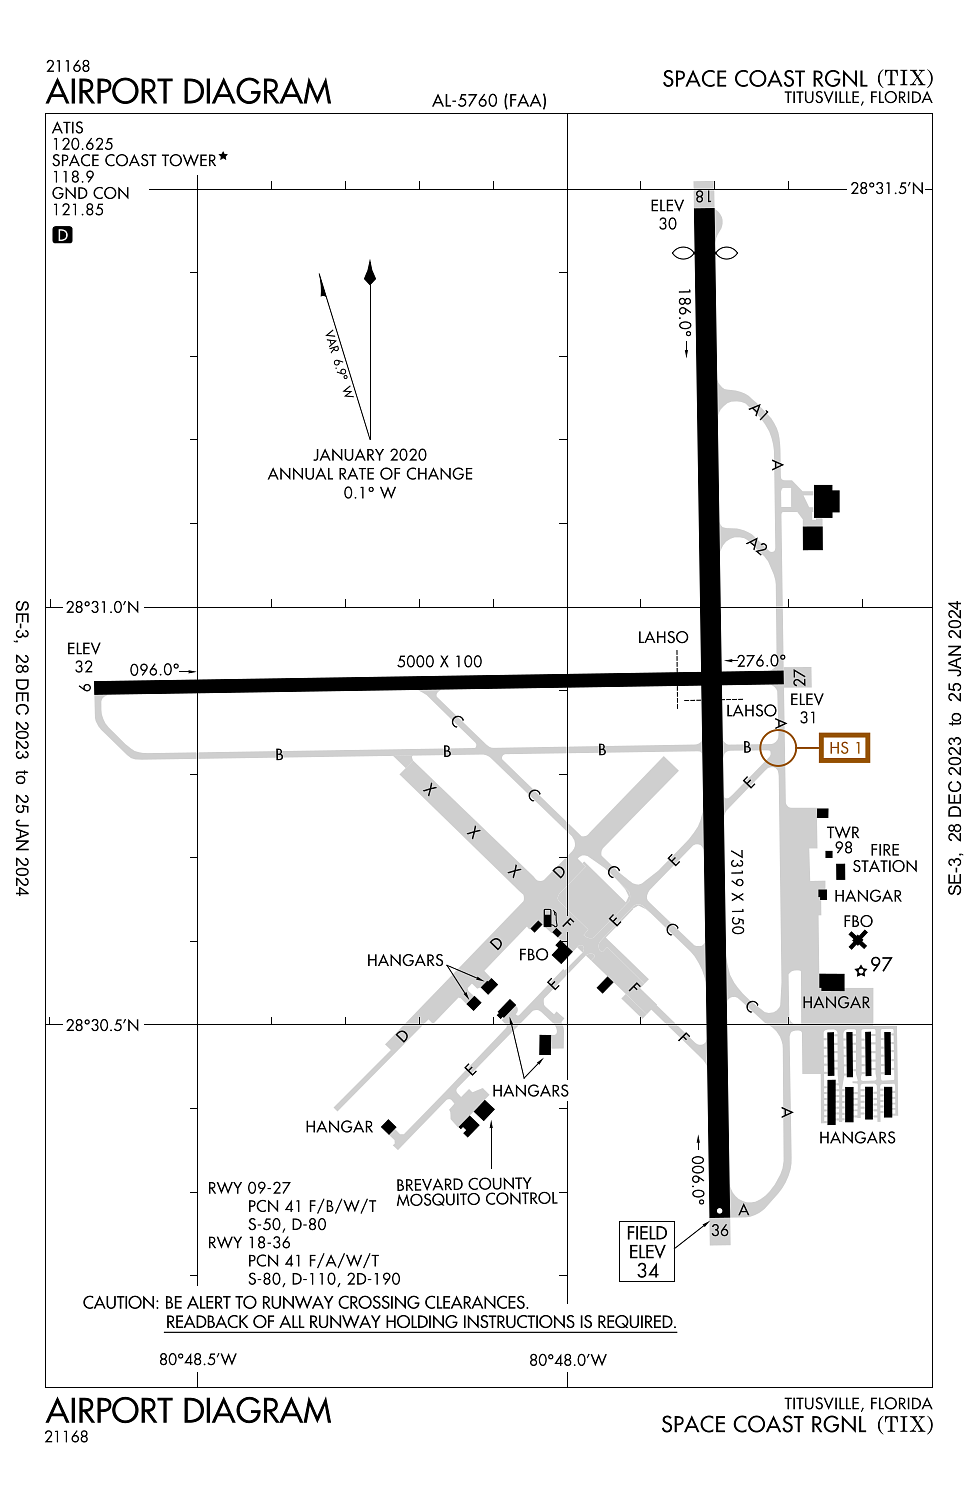 21168
AIRPORT DIAGRAM
AL-5760 (FAA)
SPACE COAST RGNL (TIX)
TITUSVILLE, FLORIDA
ATIS
120.625
SPACE COAST TOWER★
118.9
GND CON
121.85
D
28°31.5'N
18
ELEV
30
186.0°
VAR 6.9° W
JANUARY 2020
ANNUAL RATE OF CHANGE
0.1° W
A1
A
A2
28°31.0'N
SE-3, 28 DEC 2023 to 25 JAN 2024
SE-3, 28 DEC 2023 to 25 JAN 2024
LAHSO
ELEV
32
9
096.0°
5000 X 100
276.0°
27
ELEV
31
LAHSO
A
C
B
B
B
B
HS 1
E
X
C
X
TWR
98
FIRE
STATION
7319 X 150
X
D
C
E
HANGAR
FBO
F
E
C
D
FBO
97
HANGARS
E
F
C
HANGAR
28°30.5'N
D
F
E
HANGARS
A
HANGAR
HANGARS
BREVARD COUNTY
MOSQUITO CONTROL
006.0°
A
36
RWY 09-27
PCN 41 F/B/W/T
S-50, D-80
RWY 18-36
PCN 41 F/A/W/T
S-80, D-110, 2D-190
FIELD
ELEV
34
CAUTION: BE ALERT TO RUNWAY CROSSING CLEARANCES.
READBACK OF ALL RUNWAY HOLDING INSTRUCTIONS IS REQUIRED.
80°48.5'W
80°48.0'W
AIRPORT DIAGRAM
21168
TITUSVILLE, FLORIDA
SPACE COAST RGNL (TIX)